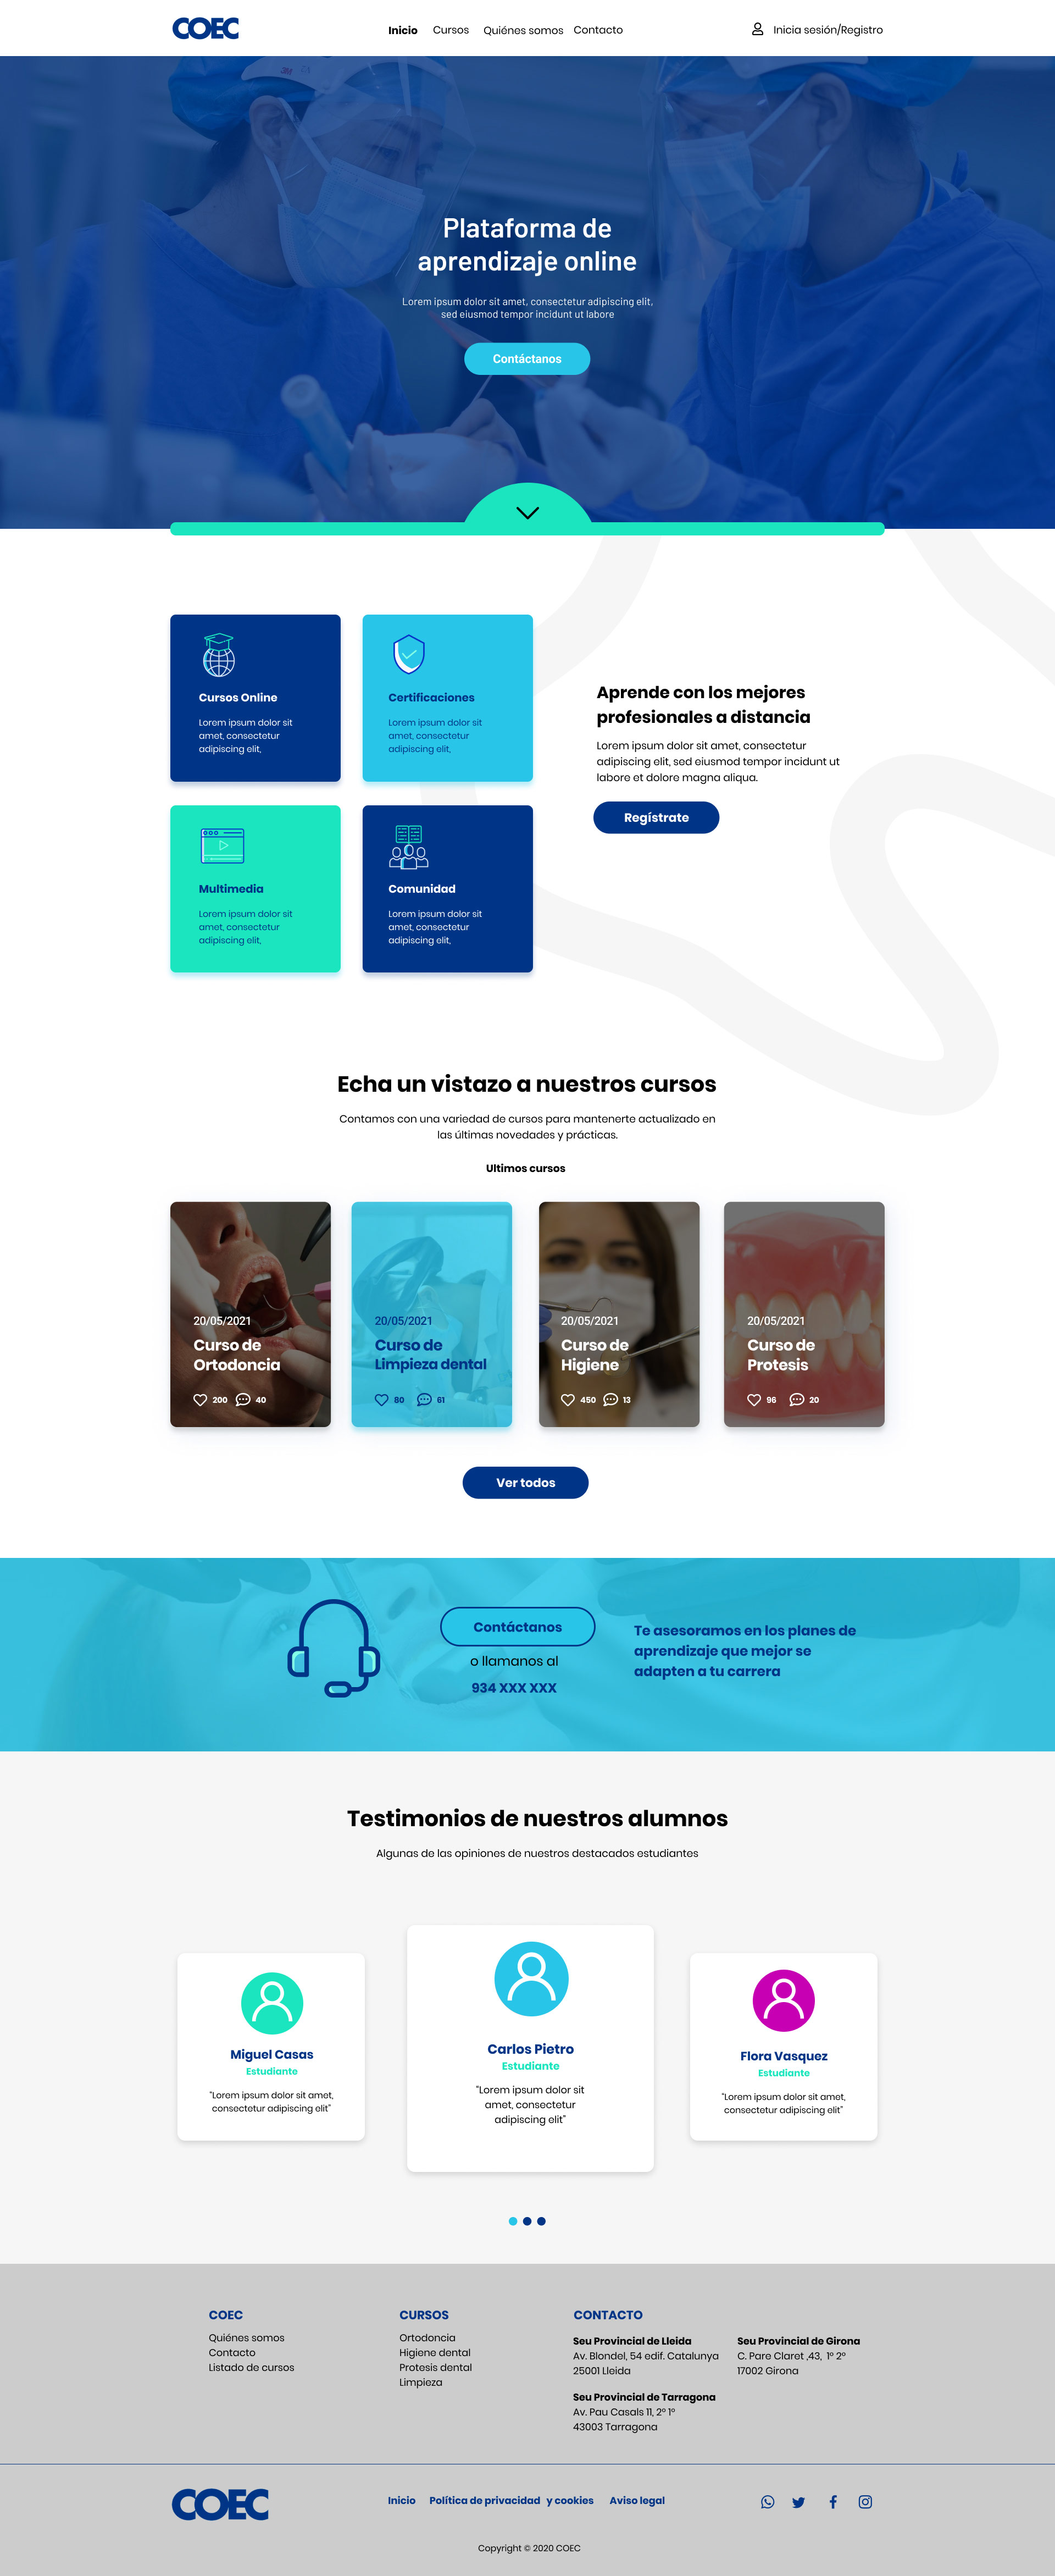 COEC
Inicio Cursos Quiénes somos Contacto
Inicia sesión/Registro
Plataforma de
aprendizaje online
Lorem ipsum dolor sit amet, consectetur adipiscing elit,
sed eiusmod tempor incidunt ut labore
Contáctanos
Cursos Online
Lorem ipsum dolor sit
amet, consectetur
adipiscing elit,
Certificaciones
Lorem ipsum dolor sit
amet, consectetur
adipiscing elit,
Multimedia
Lorem ipsum dolor sit
amet, consectetur
adipiscing elit,
Comunidad
Lorem ipsum dolor sit
amet, consectetur
adipiscing elit,
Aprende con los mejores
profesionales a distancia
Lorem ipsum dolor sit amet, consectetur
adipiscing elit, sed eiusmod tempor incidunt ut
labore et dolore magna aliqua.
Regístrate
Echa un vistazo a nuestros cursos
Contamos con una variedad de cursos para mantenerte actualizado en
las últimas novedades y prácticas.
Ultimos cursos
20/05/2021
Curso de
Ortodoncia
200 40
20/05/2021
Curso de
Limpieza dental
80 61
20/05/2021
Curso de
Higiene
450 13
20/05/2021
Curso de
Protesis
96 20
Ver todos
Contáctanos
o llamanos al
934 XXX XXX
Te asesoramos en los planes de
aprendizaje que mejor se
adapten a tu carrera
Testimonios de nuestros alumnos
Algunas de las opiniones de nuestros destacados estudiantes
Miguel Casas
Estudiante
"Lorem ipsum dolor sit amet,
consectetur adipiscing elit"
Carlos Pietro
Estudiante
"Lorem ipsum dolor sit
amet, consectetur
adipiscing elit"
Flora Vasquez
Estudiante
"Lorem ipsum dolor sit amet,
consectetur adipiscing elit"
COEC
Quiénes somos
Contacto
Listado de cursos
CURSOS
Ortodoncia
Higiene dental
Protesis dental
Limpieza
CONTACTO
Seu Provincial de Lleida
Av. Blondel, 54 edif. Catalunya
25001 Lleida
Seu Provincial de Girona
C. Pare Claret ,43, 1º 2º
17002 Girona
Seu Provincial de Tarragona
Av. Pau Casals 11, 2º 1º
43003 Tarragona
COEC
Inicio Política de privacidad y cookies Aviso legal
Copyright © 2020 COEC